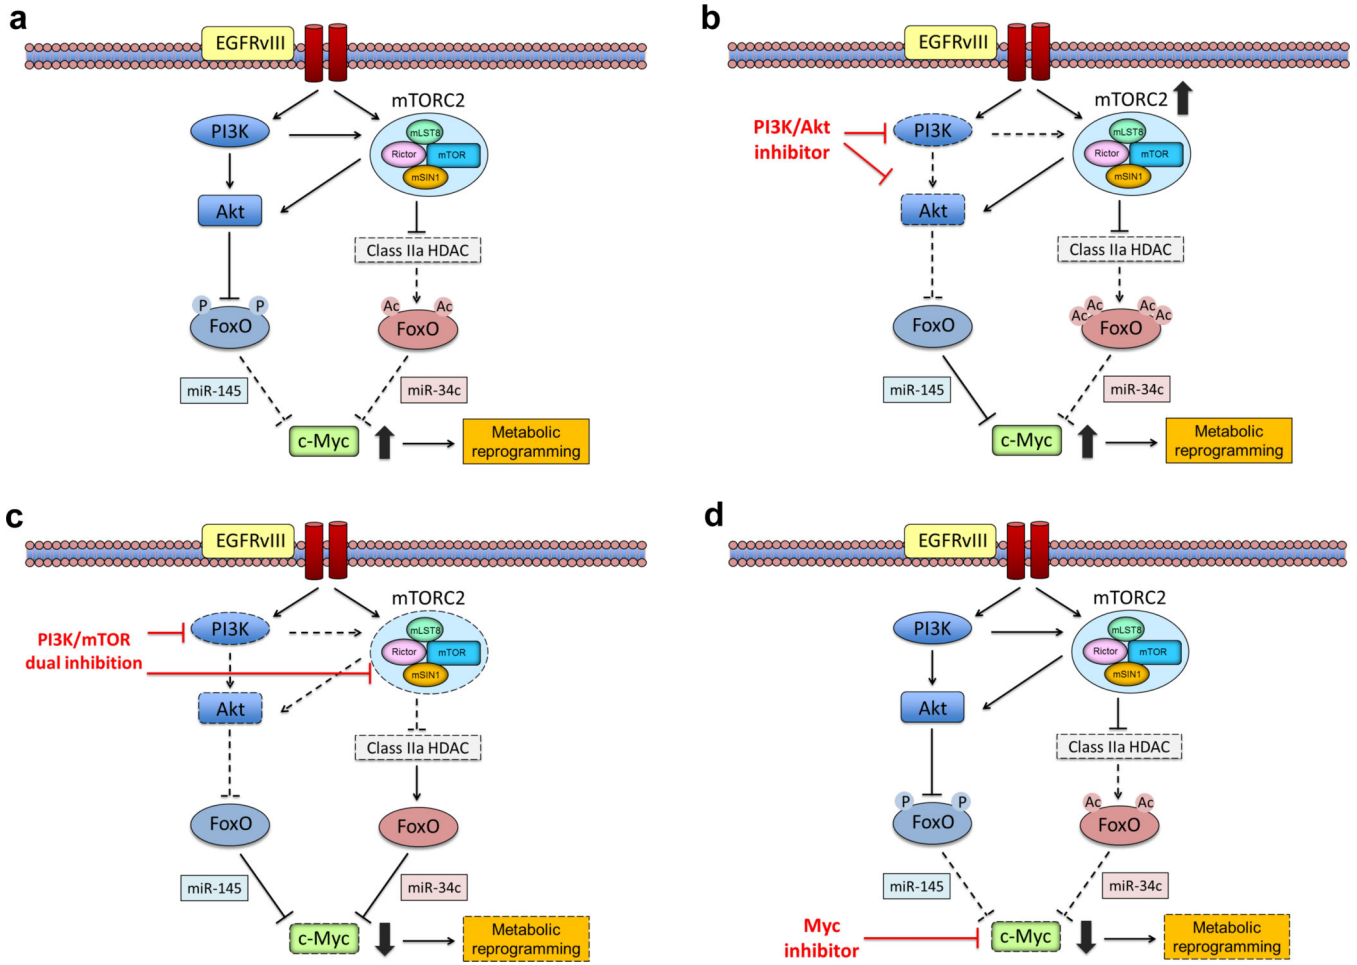 a
EGFRvIII
mTORC2
PI3K
mLST8
Rictor
mTOR
mSIN1
Akt
Class IIa HDAC
P
P
FoxO
Ac
Ac
FoxO
miR-145
miR-34c
c-Myc
Metabolic
reprogramming
b
EGFRvIII
mTORC2
PI3K/Akt
inhibitor
PI3K
mLST8
Rictor
mTOR
mSIN1
Akt
Class IIa HDAC
FoxO
Ac
Ac
Ac
Ac
FoxO
miR-145
miR-34c
c-Myc
Metabolic
reprogramming
c
EGFRvIII
mTORC2
PI3K/mTOR
dual inhibition
PI3K
mLST8
Rictor
mTOR
mSIN1
Akt
Class IIa HDAC
FoxO
FoxO
miR-145
miR-34c
c-Myc
Metabolic
reprogramming
d
EGFRvIII
mTORC2
PI3K
mLST8
Rictor
mTOR
mSIN1
Akt
Class IIa HDAC
P
P
FoxO
Ac
Ac
FoxO
miR-145
miR-34c
Myc
inhibitor
c-Myc
Metabolic
reprogramming